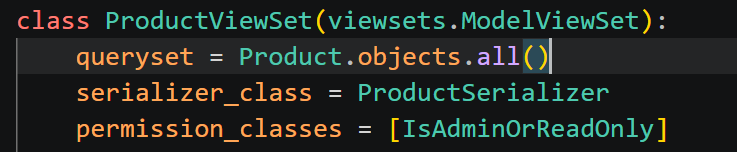 class ProductViewSet(viewsets.ModelViewSet):
    queryset = Product.objects.all()
    serializer_class = ProductSerializer
    permission_classes = [IsAdminOrReadOnly]